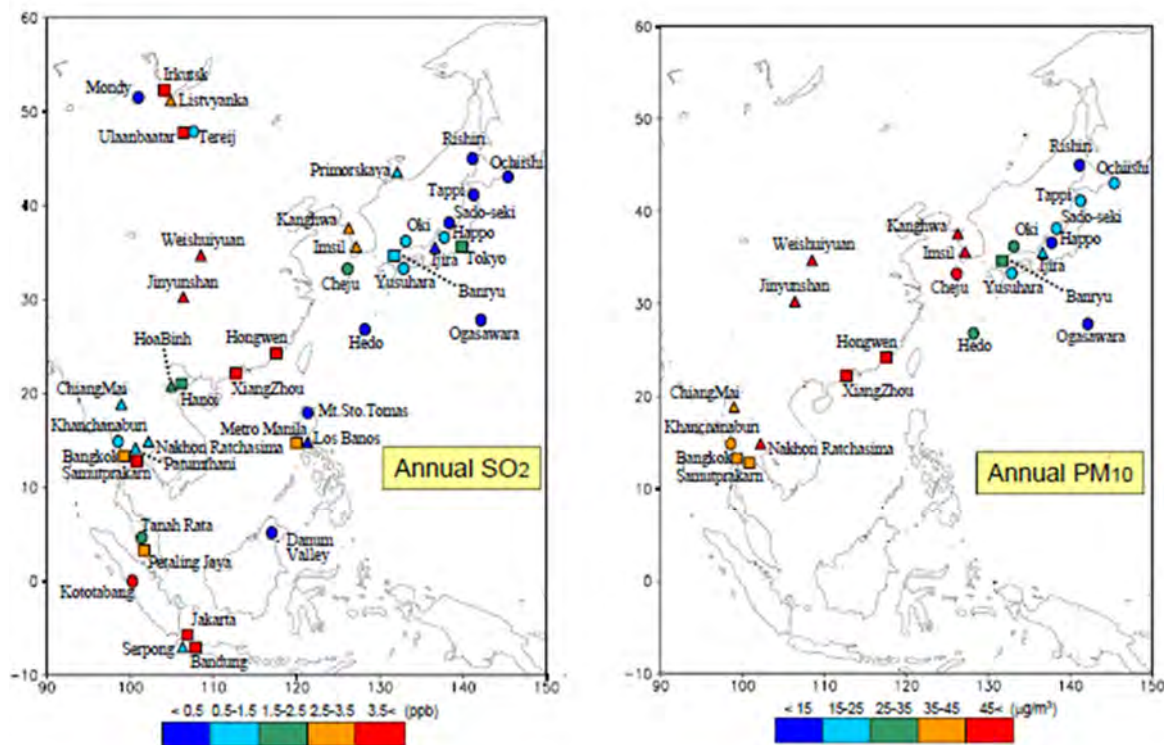 60
50
40
30
20
10
0
-10
90 100 110 120 130 140 150
Irkutsk
Mondy
Listvyanka
Ulaanbaatar
Tereij
Rishiri
Ochiishi
Primorskaya
Tappi
Sado-seki
Kanghwa
Oki
Happo
Imsil
Ijira
Tokyo
Weishuiyuan
Cheju
Yusuhara
Banryu
Jinyunshan
HoaBinh
Hongwen
Hedo
Ogasawara
Hanoi
XiangZhou
ChiangMai
Khanchanaburi
Mt.Sto.Tomas
Metro Manila
Los Banos
Nakhon Ratchasima
Bangkok
Patumthani
Samutprakarn
Annual SO2
Tanah Rata
Petaling Jaya
Danum
Valley
Kototabang
Jakarta
Serpong
Bandung
< 0.5 0.5-1.5 1.5-2.5 2.5-3.5 3.5< (ppb)
60
50
40
30
20
10
0
-10
90 100 110 120 130 140 150
Rishiri
Ochiishi
Tappi
Sado-seki
Kanghwa
Oki
Happo
Imsil
Ijira
Weishuiyuan
Cheju
Yusuhara
Banryu
Jinyunshan
Hongwen
Hedo
Ogasawara
XiangZhou
ChiangMai
Khanchanaburi
Nakhon Ratchasima
Bangkok
Samutprakarn
Annual PM10
< 15 15-25 25-35 35-45 45< (µg/m³)